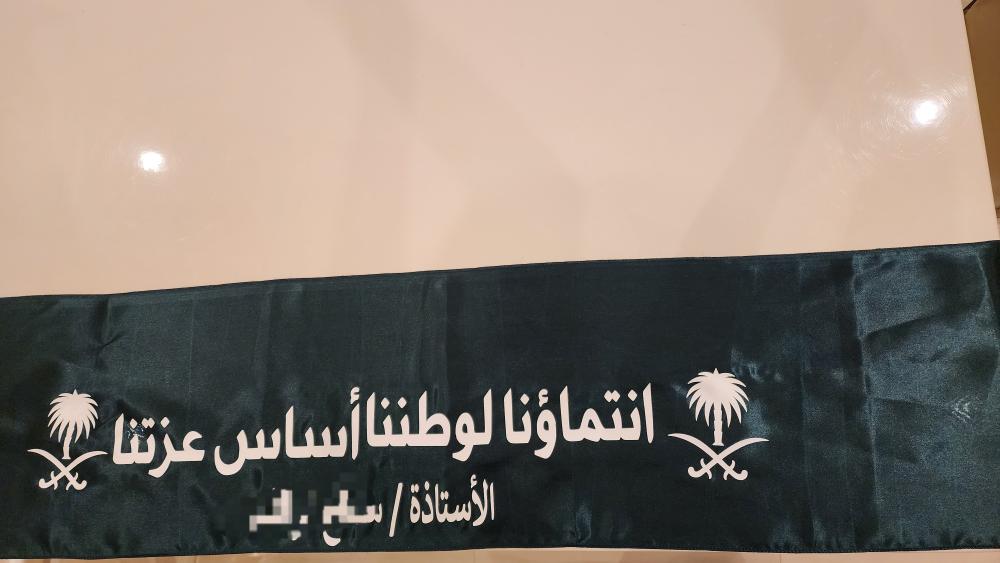 انتماؤنا لوطننا أساس عزتنا
الأستاذة /